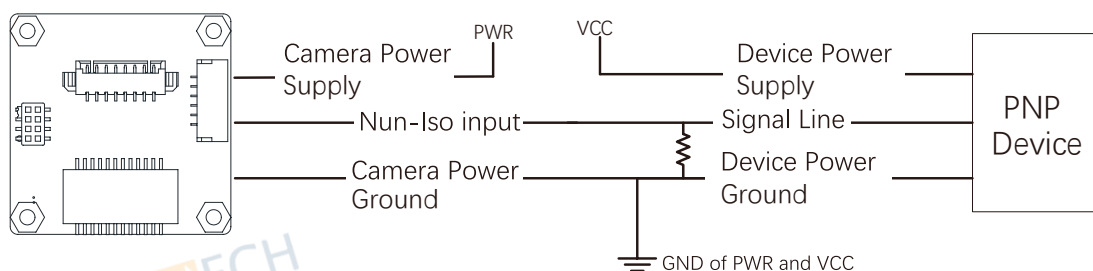 PWR
VCC
Camera Power
Supply
Device Power
Supply
Nun-Iso input
Signal Line
PNP
Device
Camera Power
Ground
Device Power
Ground
GND of PWR and VCC
TECH